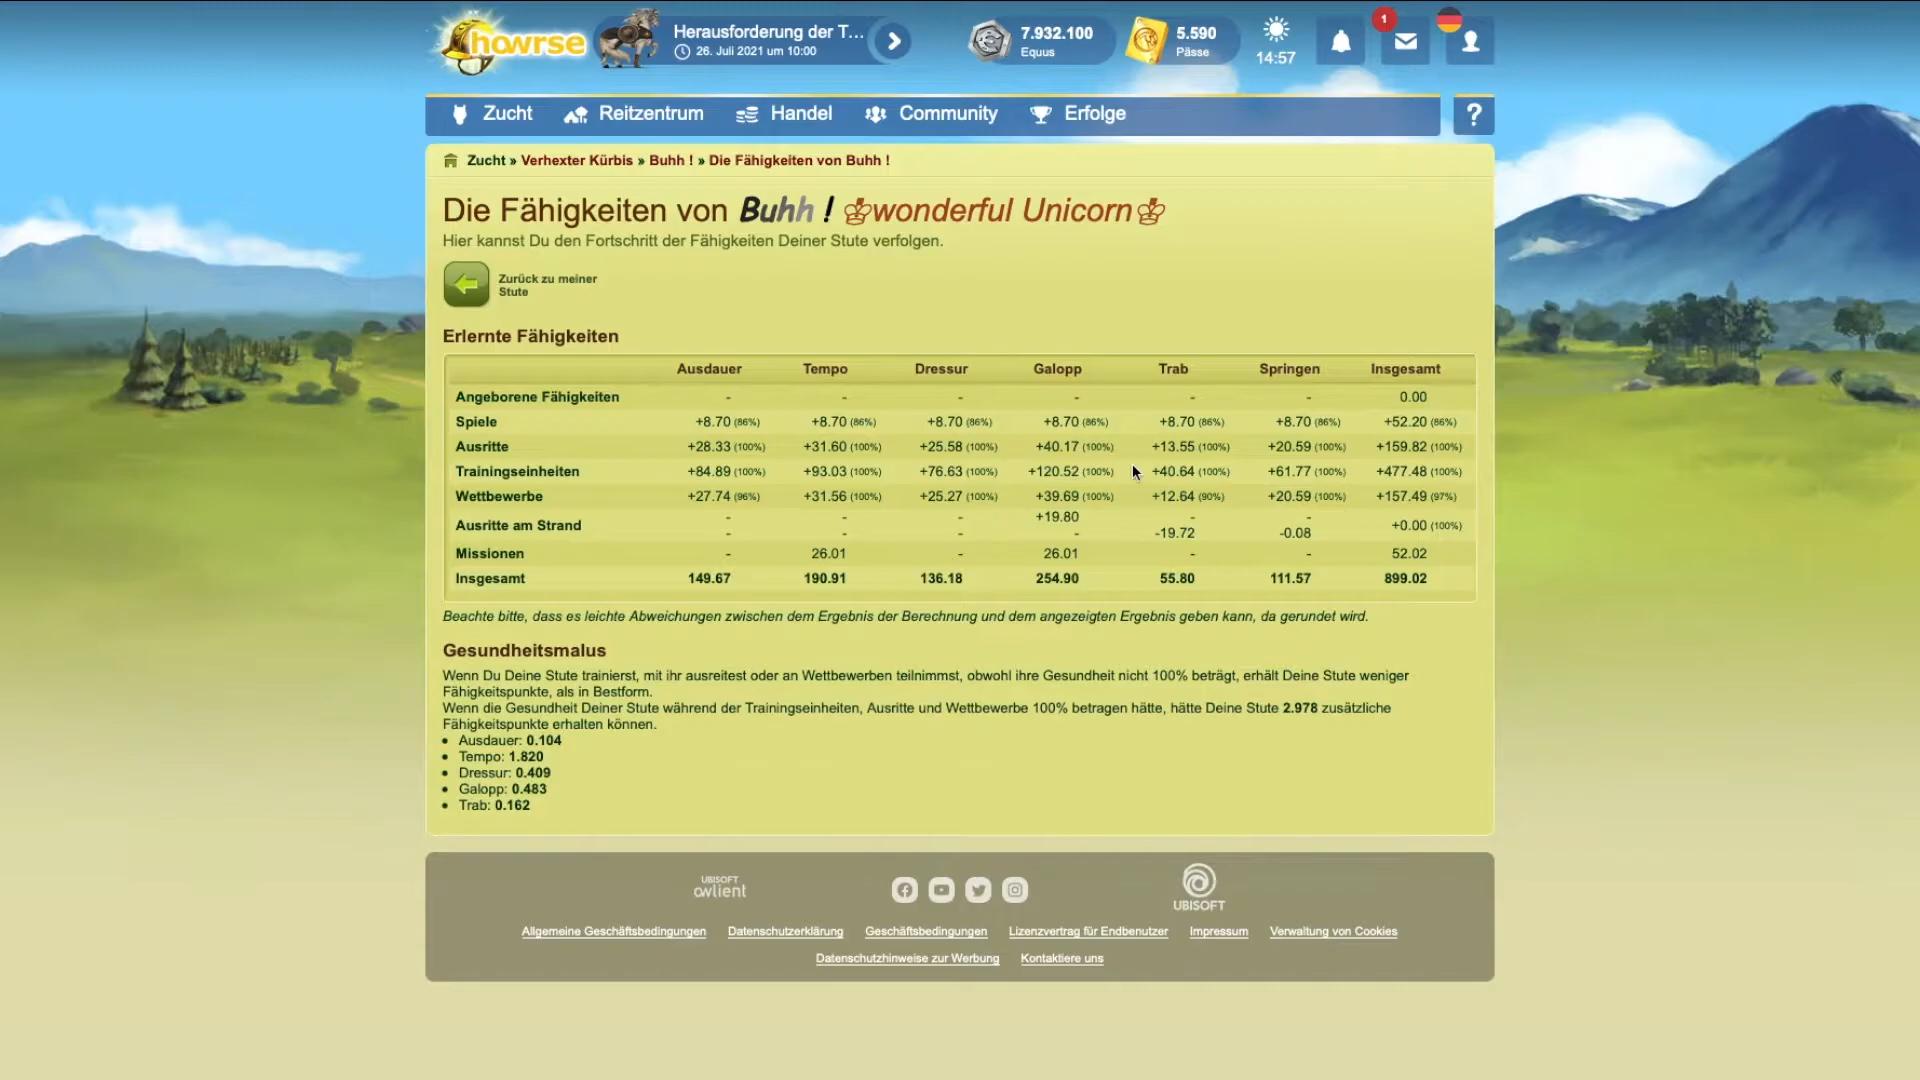 howrse
Herausforderung der T...
26. Juli 2021 um 10:00
7.932.100
Equus
5.590
Pässe
14:57
1
Zucht
Reitzentrum
Handel
Community
Erfolge
?
Zucht » Verhexter Kürbis » Buhh ! » Die Fähigkeiten von Buhh !
Die Fähigkeiten von Buhh ! ♔wonderful Unicorn♔
Hier kannst Du den Fortschritt der Fähigkeiten Deiner Stute verfolgen.
Zurück zu meiner
Stute
Erlernte Fähigkeiten
Ausdauer Tempo Dressur Galopp Trab Springen Insgesamt
Angeborene Fähigkeiten - - - - - - 0.00
Spiele +8.70 (86%) +8.70 (86%) +8.70 (86%) +8.70 (86%) +8.70 (86%) +8.70 (86%) +52.20 (86%)
Ausritte +28.33 (100%) +31.60 (100%) +25.58 (100%) +40.17 (100%) +13.55 (100%) +20.59 (100%) +159.82 (100%)
Trainingseinheiten +84.89 (100%) +93.03 (100%) +76.63 (100%) +120.52 (100%) +40.64 (100%) +61.77 (100%) +477.48 (100%)
Wettbewerbe +27.74 (96%) +31.56 (100%) +25.27 (100%) +39.69 (100%) +12.64 (90%) +20.59 (100%) +157.49 (97%)
- - - +19.80 - -
Ausritte am Strand +0.00 (100%)
- - - - -19.72 -0.08
Missionen - 26.01 - 26.01 - - 52.02
Insgesamt 149.67 190.91 136.18 254.90 55.80 111.57 899.02
Beachte bitte, dass es leichte Abweichungen zwischen dem Ergebnis der Berechnung und dem angezeigten Ergebnis geben kann, da gerundet wird.
Gesundheitsmalus
Wenn Du Deine Stute trainierst, mit ihr ausreitest oder an Wettbewerben teilnimmst, obwohl ihre Gesundheit nicht 100% beträgt, erhält Deine Stute weniger
Fähigkeitspunkte, als in Bestform.
Wenn die Gesundheit Deiner Stute während der Trainingseinheiten, Ausritte und Wettbewerbe 100% betragen hätte, hätte Deine Stute 2.978 zusätzliche
Fähigkeitspunkte erhalten können.
• Ausdauer: 0.104
• Tempo: 1.820
• Dressur: 0.409
• Galopp: 0.483
• Trab: 0.162
UBISOFT
owlient
UBISOFT
Allgemeine Geschäftsbedingungen Datenschutzerklärung Geschäftsbedingungen Lizenzvertrag für Endbenutzer Impressum Verwaltung von Cookies
Datenschutzhinweise zur Werbung Kontaktiere uns